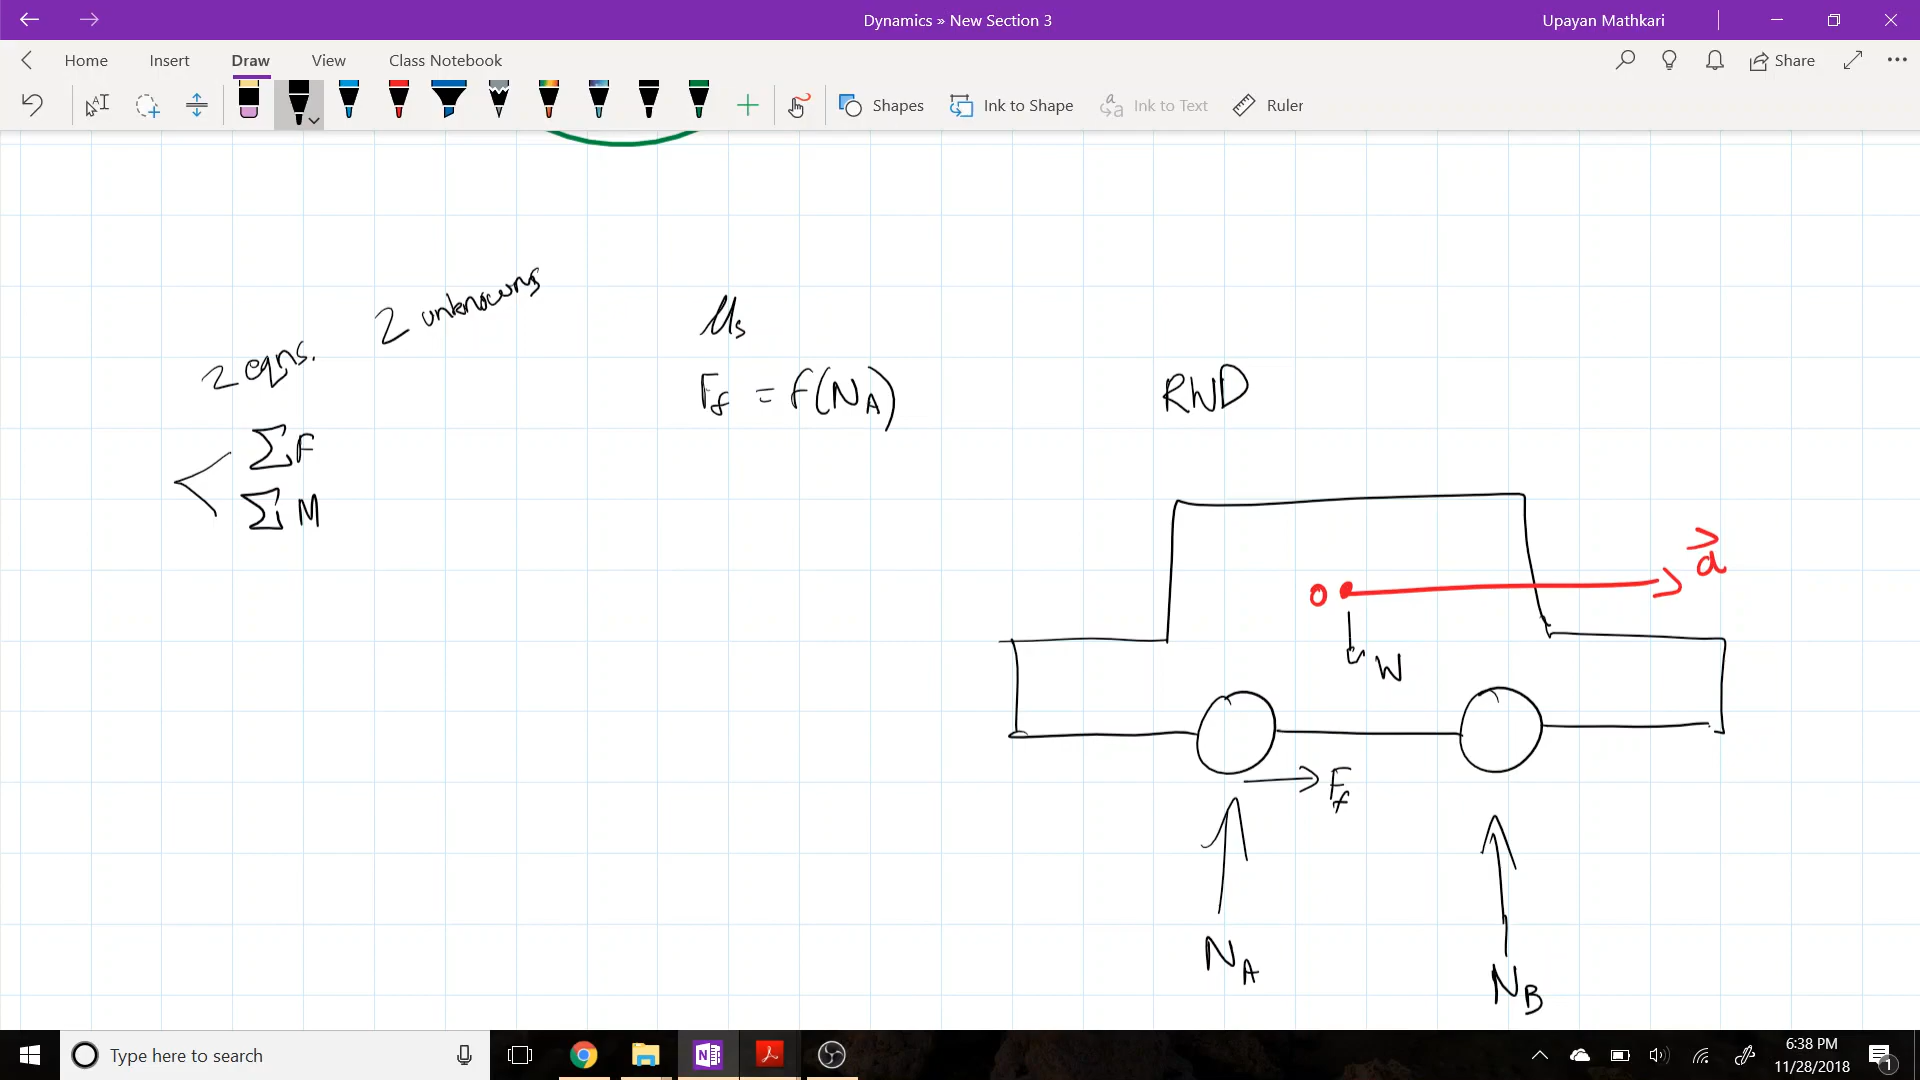 Dynamics » New Section 3
Upayan Mathkari
Home Insert Draw View Class Notebook
Share
Shapes Ink to Shape Ink to Text Ruler
2 eqns. 2 unknowns
ΣF
ΣM
μs
Ff = f(NA)
RWD
a
O
W
Ff
NA
NB
Type here to search
6:38 PM
11/28/2018
1